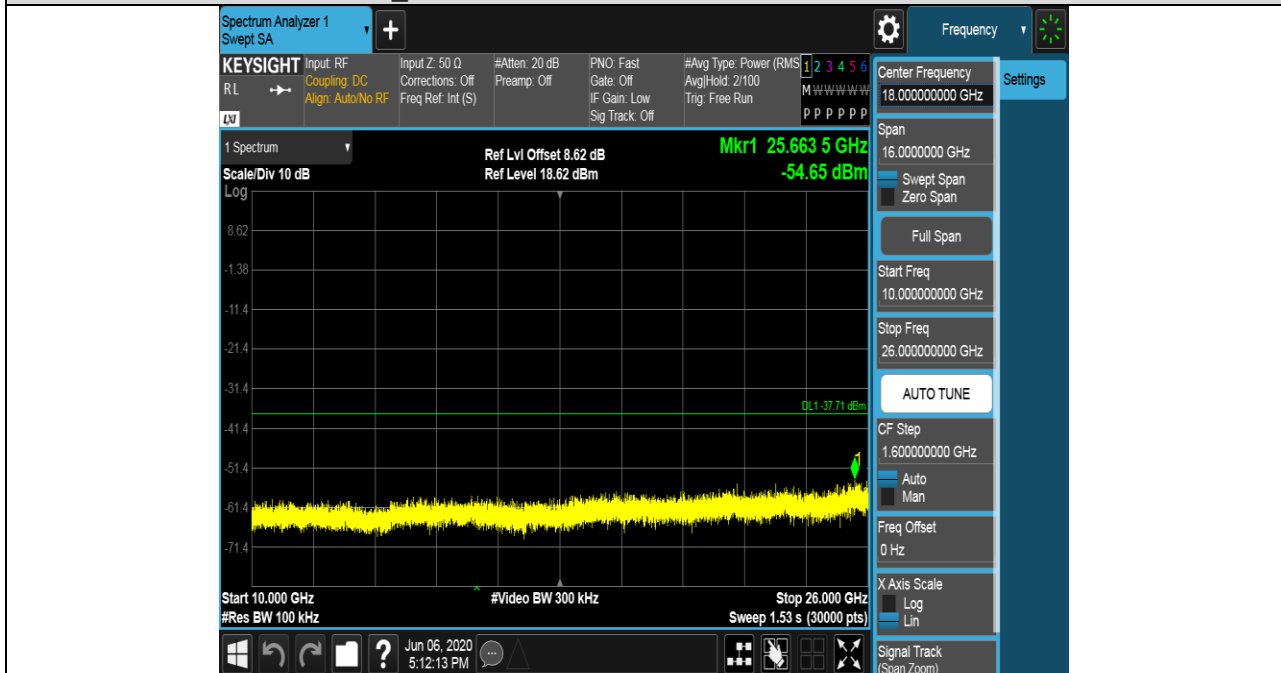 Spectrum Analyzer 1
Swept SA
+
Frequency
KEYSIGHT
RL
LXI
Input: RF
Coupling: DC
Align: Auto/No RF
Input Z: 50 Ω
Corrections: Off
Freq Ref: Int (S)
#Atten: 20 dB
Preamp: Off
PNO: Fast
Gate: Off
IF Gain: Low
Sig Track: Off
#Avg Type: Power (RMS
Avg|Hold: 2/100
Trig: Free Run
1 2 3 4 5 6
M W W W W W
P P P P P P
1 Spectrum
Scale/Div 10 dB
Ref Lvl Offset 8.62 dB
Ref Level 18.62 dBm
Mkr1 25.663 5 GHz
-54.65 dBm
Log
8.62
-1.38
-11.4
-21.4
-31.4
DL1 -37.71 dBm
-41.4
-51.4
1
-61.4
-71.4
Start 10.000 GHz
#Res BW 100 kHz
#Video BW 300 kHz
Stop 26.000 GHz
Sweep 1.53 s (30000 pts)
?
Jun 06, 2020
5:12:13 PM
Center Frequency
18.000000000 GHz
Span
16.0000000 GHz
Swept Span
Zero Span
Full Span
Start Freq
10.000000000 GHz
Stop Freq
26.000000000 GHz
AUTO TUNE
CF Step
1.600000000 GHz
Auto
Man
Freq Offset
0 Hz
X Axis Scale
Log
Lin
Signal Track
(Span Zoom)
Settings